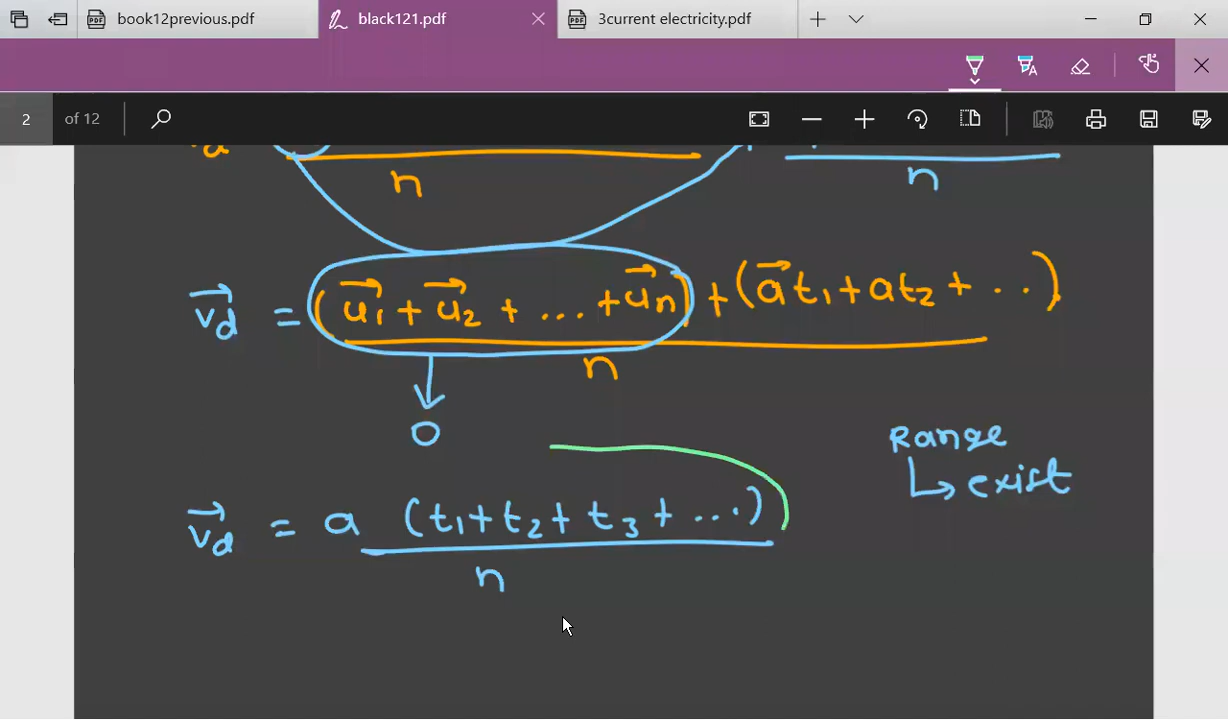 book12previous.pdf black121.pdf 3current electricity.pdf
2 of 12
n n
v⃗d = (u⃗1 + u⃗2 + ... + u⃗n) + (a⃗t1 + at2 + ..)
n
0
Range
↳ exist
v⃗d = a (t1 + t2 + t3 + ...)
n